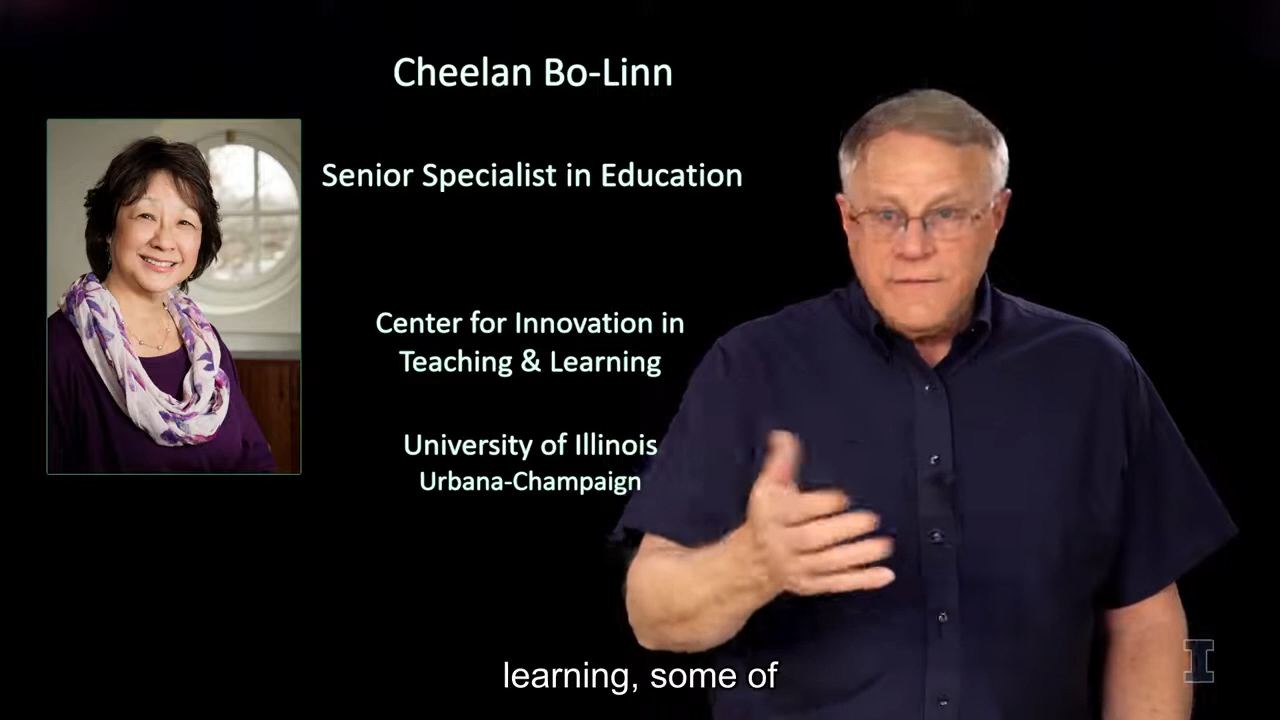 Cheelan Bo-Linn
Senior Specialist in Education
Center for Innovation in
Teaching & Learning
University of Illinois
Urbana-Champaign
learning, some of